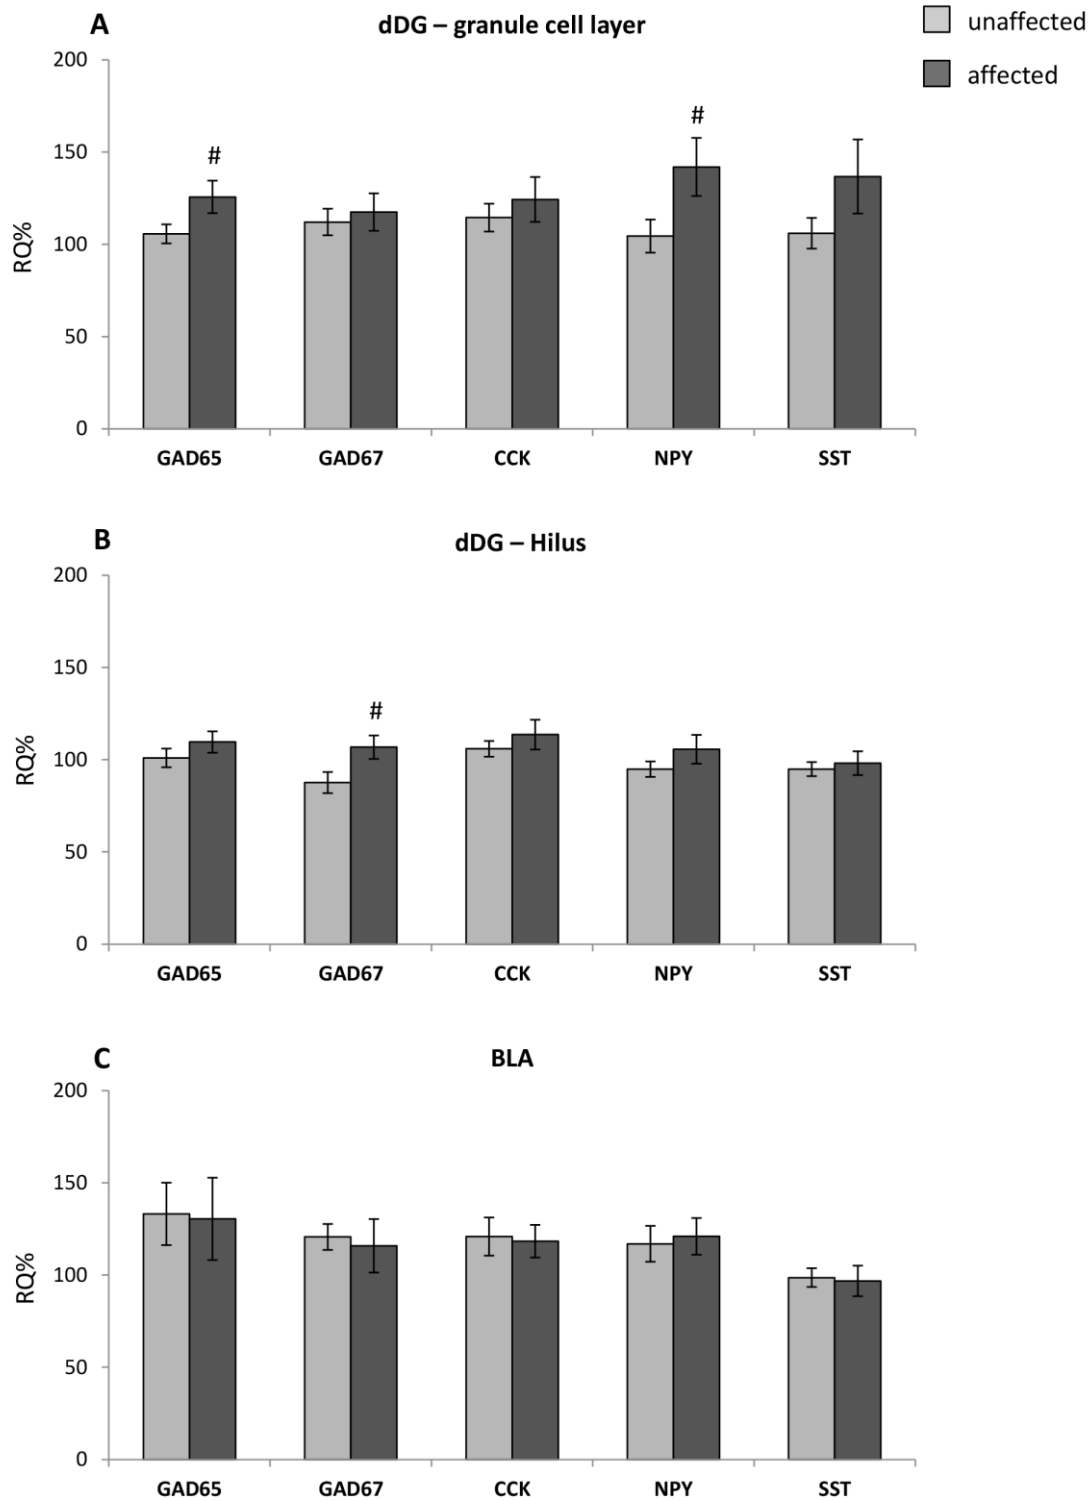 A
dDG – granule cell layer
unaffected
affected
200
150
100
50
0
RQ%
#
#
GAD65 GAD67 CCK NPY SST
B
dDG – Hilus
200
150
100
50
0
RQ%
#
GAD65 GAD67 CCK NPY SST
C
BLA
200
150
100
50
0
RQ%
GAD65 GAD67 CCK NPY SST